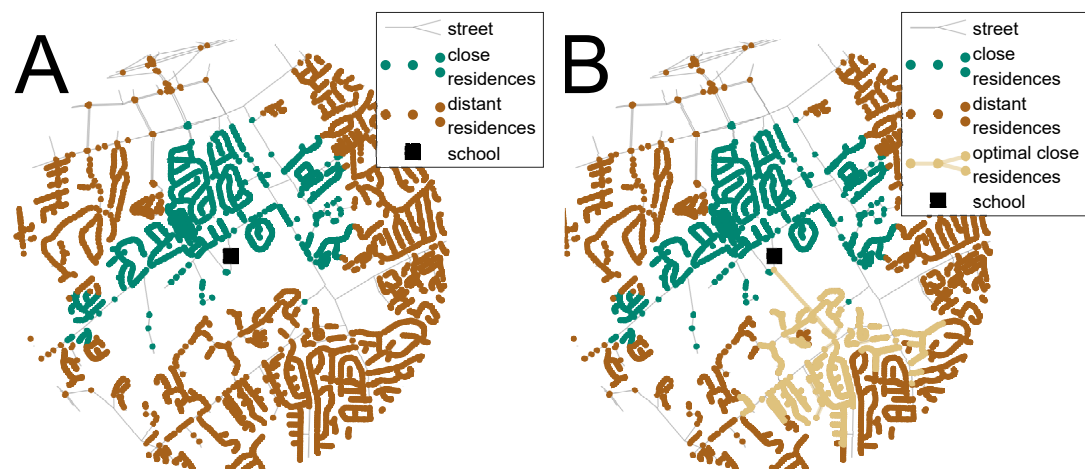 A
street
close
residences
distant
residences
school
B
street
close
residences
distant
residences
optimal close
residences
school